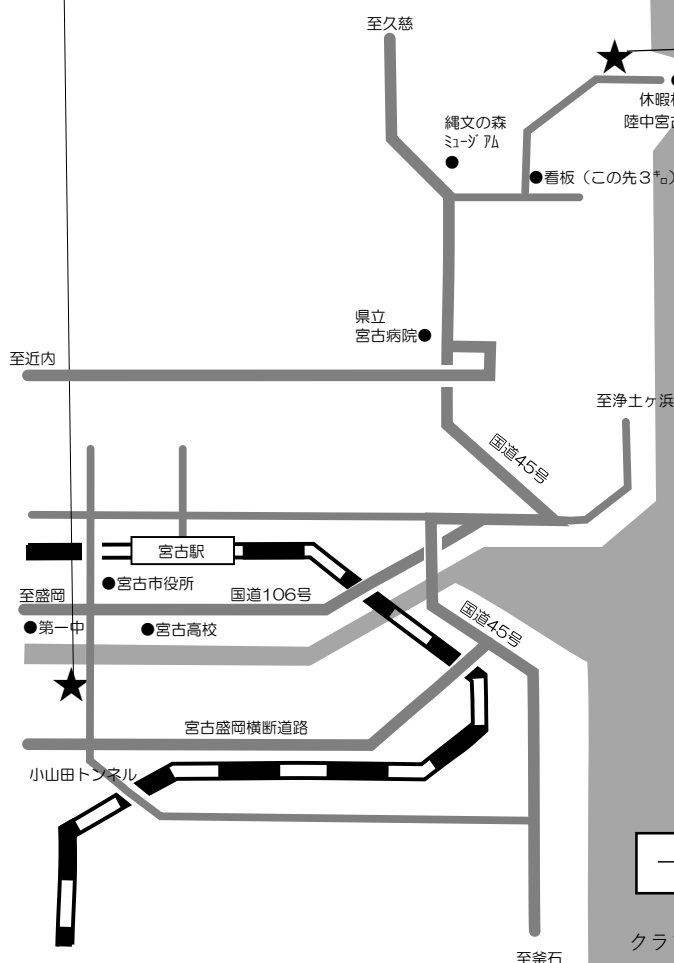 至久慈
休暇
陸中宮
縄文の森
ﾐｭｰｼﾞｱﾑ
●看板（この先３㌔）
県立
宮古病院●
至近内
至浄土ヶ浜
国道45号
宮古駅
●宮古市役所
至盛岡
国道106号
●第一中
●宮古高校
国道45号
宮古盛岡横断道路
小山田トンネル
クラ
至釜石